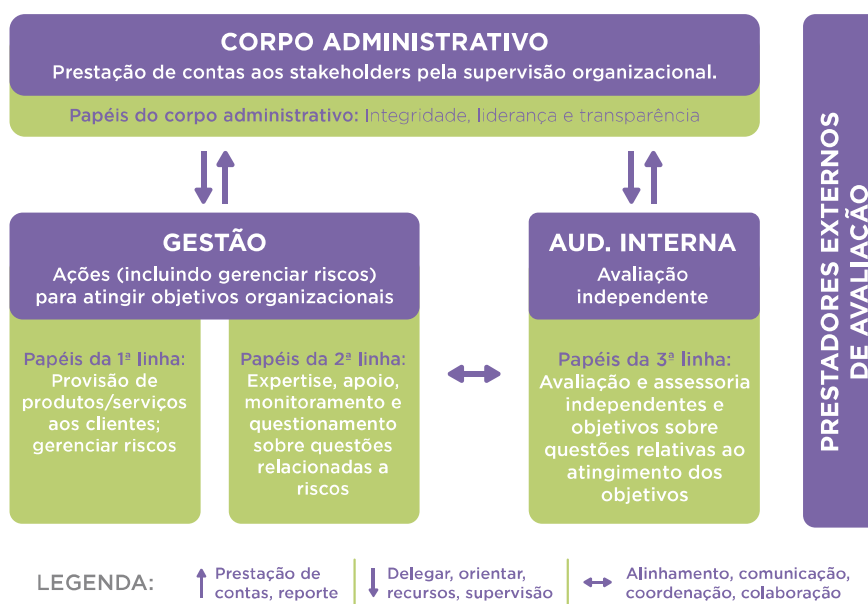 CORPO ADMINISTRATIVO
Prestação de contas aos stakeholders pela supervisão organizacional.
Papéis do corpo administrativo: Integridade, liderança e transparência
GESTÃO
Ações (incluindo gerenciar riscos)
para atingir objetivos organizacionais
Papéis da 1ª linha:
Provisão de
produtos/serviços
aos clientes;
gerenciar riscos
Papéis da 2ª linha:
Expertise, apoio,
monitoramento e
questionamento
sobre questões
relacionadas a
riscos
AUD. INTERNA
Avaliação
independente
Papéis da 3ª linha:
Avaliação e assessoria
independentes e
objetivos sobre
questões relativas ao
atingimento dos
objetivos
PRESTADORES EXTERNOS
DE AVALIAÇÃO
LEGENDA:
Prestação de
contas, reporte
Delegar, orientar,
recursos, supervisão
Alinhamento, comunicação,
coordenação, colaboração